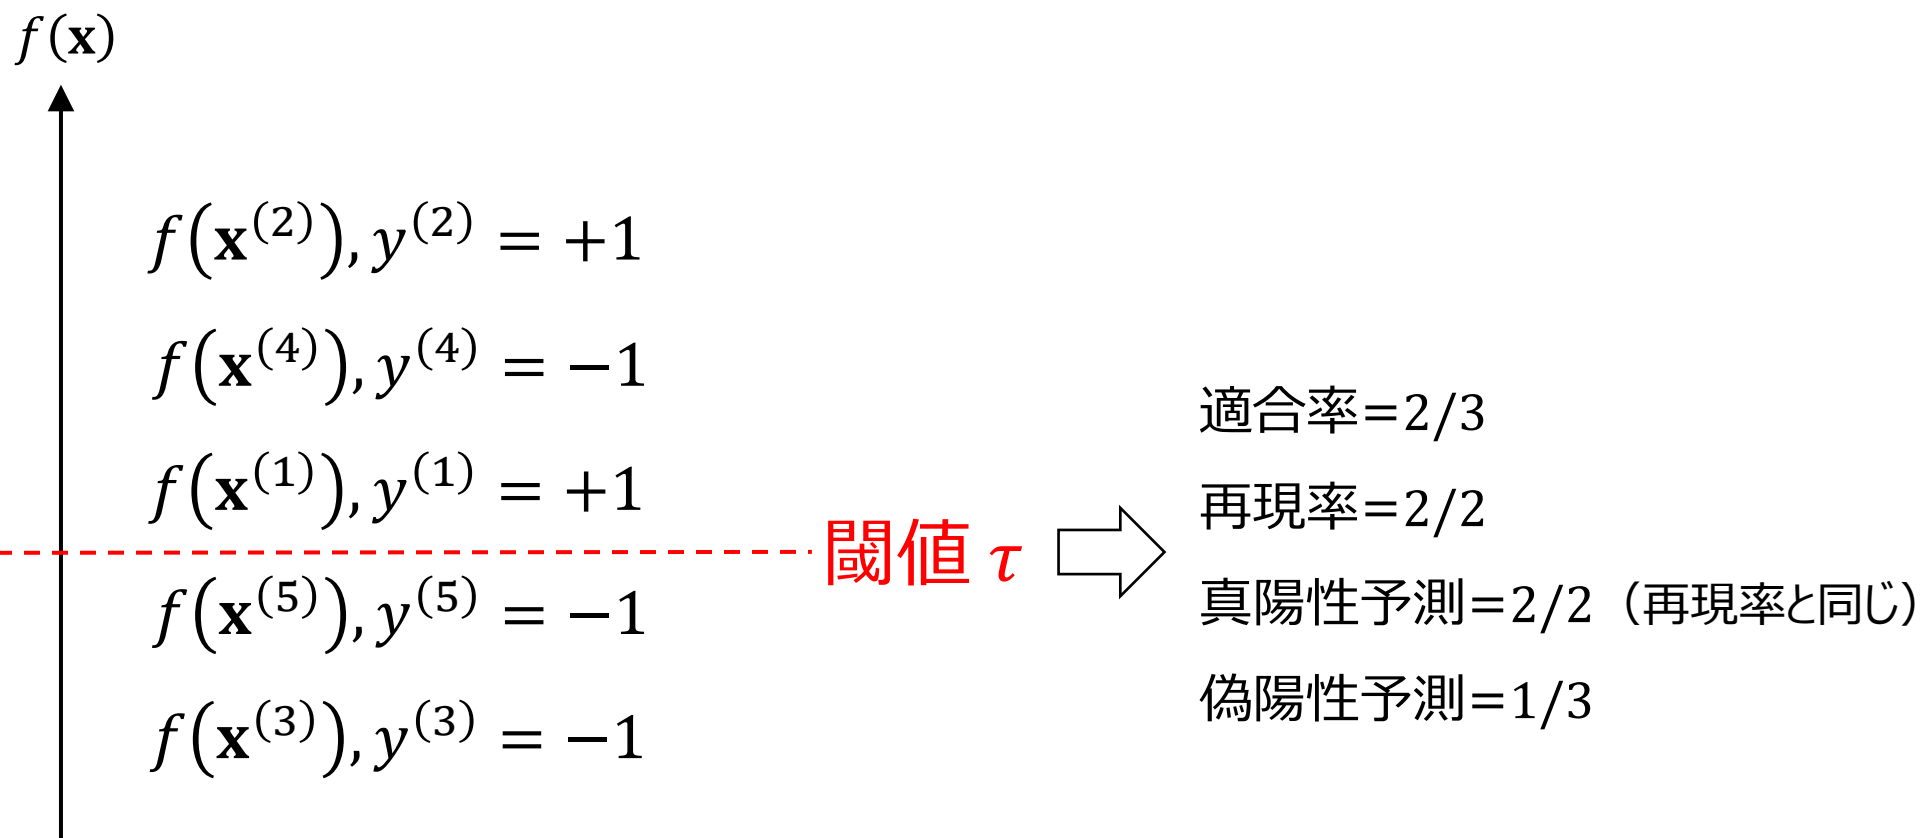 f(x)
f(x⁽²⁾), y⁽²⁾ = +1
f(x⁽⁴⁾), y⁽⁴⁾ = −1
f(x⁽¹⁾), y⁽¹⁾ = +1
閾値 τ
f(x⁽⁵⁾), y⁽⁵⁾ = −1
f(x⁽³⁾), y⁽³⁾ = −1
適合率=2/3
再現率=2/2
真陽性予測=2/2（再現率と同じ）
偽陽性予測=1/3